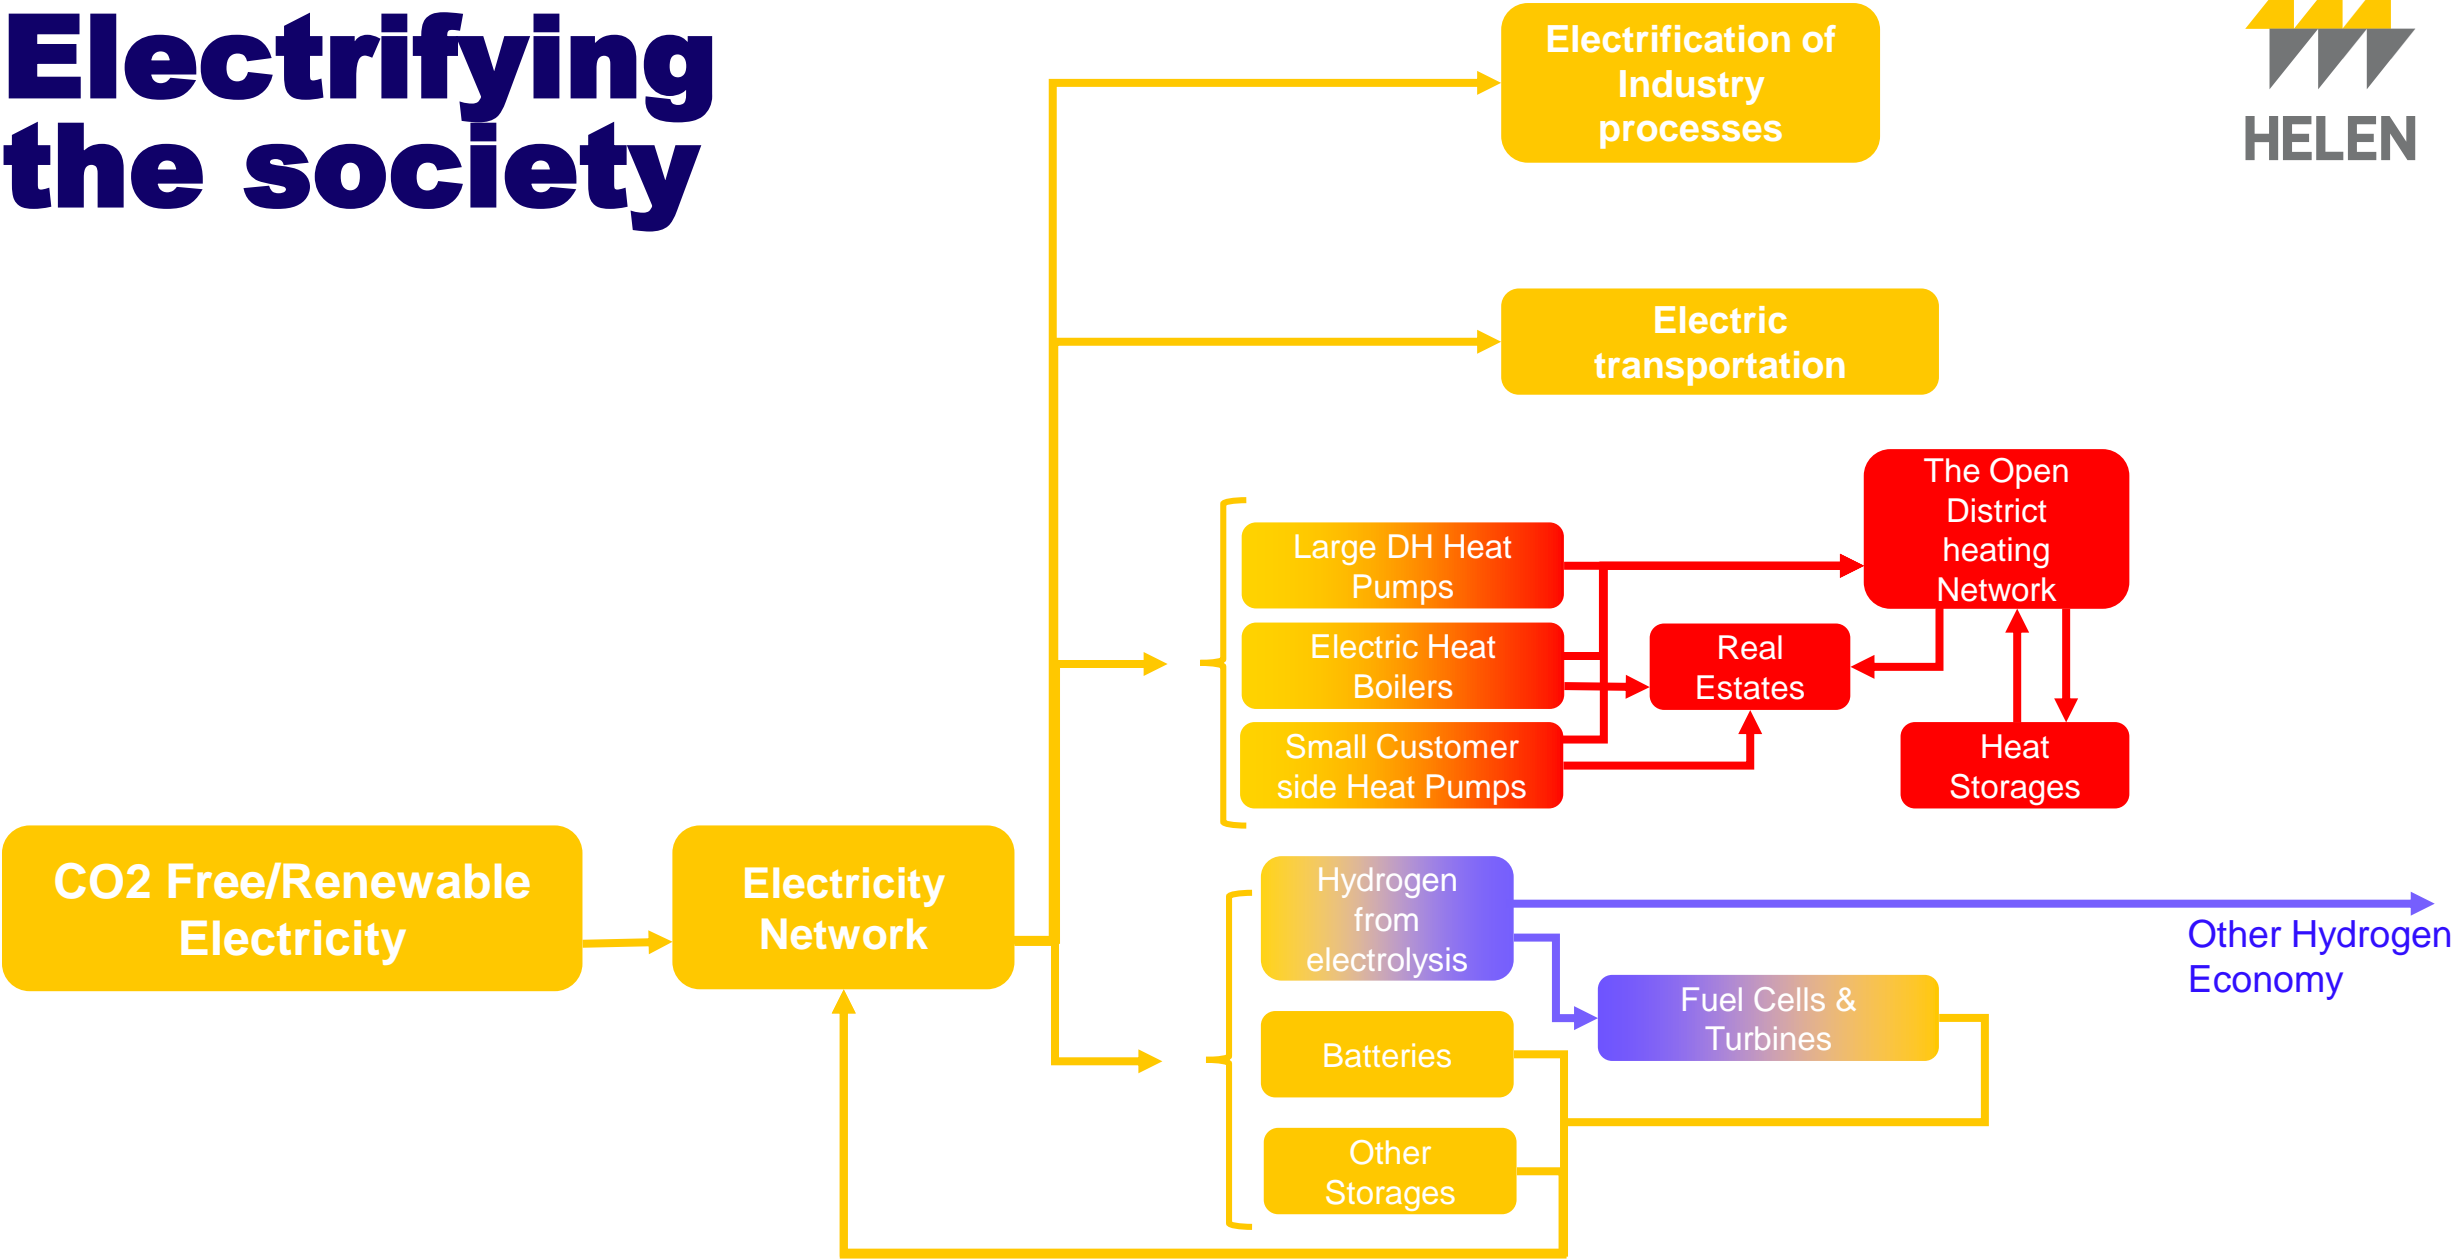 Electrifying
the society
Electrification of
Industry
processes
HELEN
Electric
transportation
The Open
District
heating
Network
Large DH Heat
Pumps
Electric Heat
Boilers
Real
Estates
Small Customer
side Heat Pumps
Heat
Storages
CO2 Free/Renewable
Electricity
Electricity
Network
Hydrogen
from
electrolysis
Other Hydrogen
Economy
Fuel Cells &
Turbines
Batteries
Other
Storages